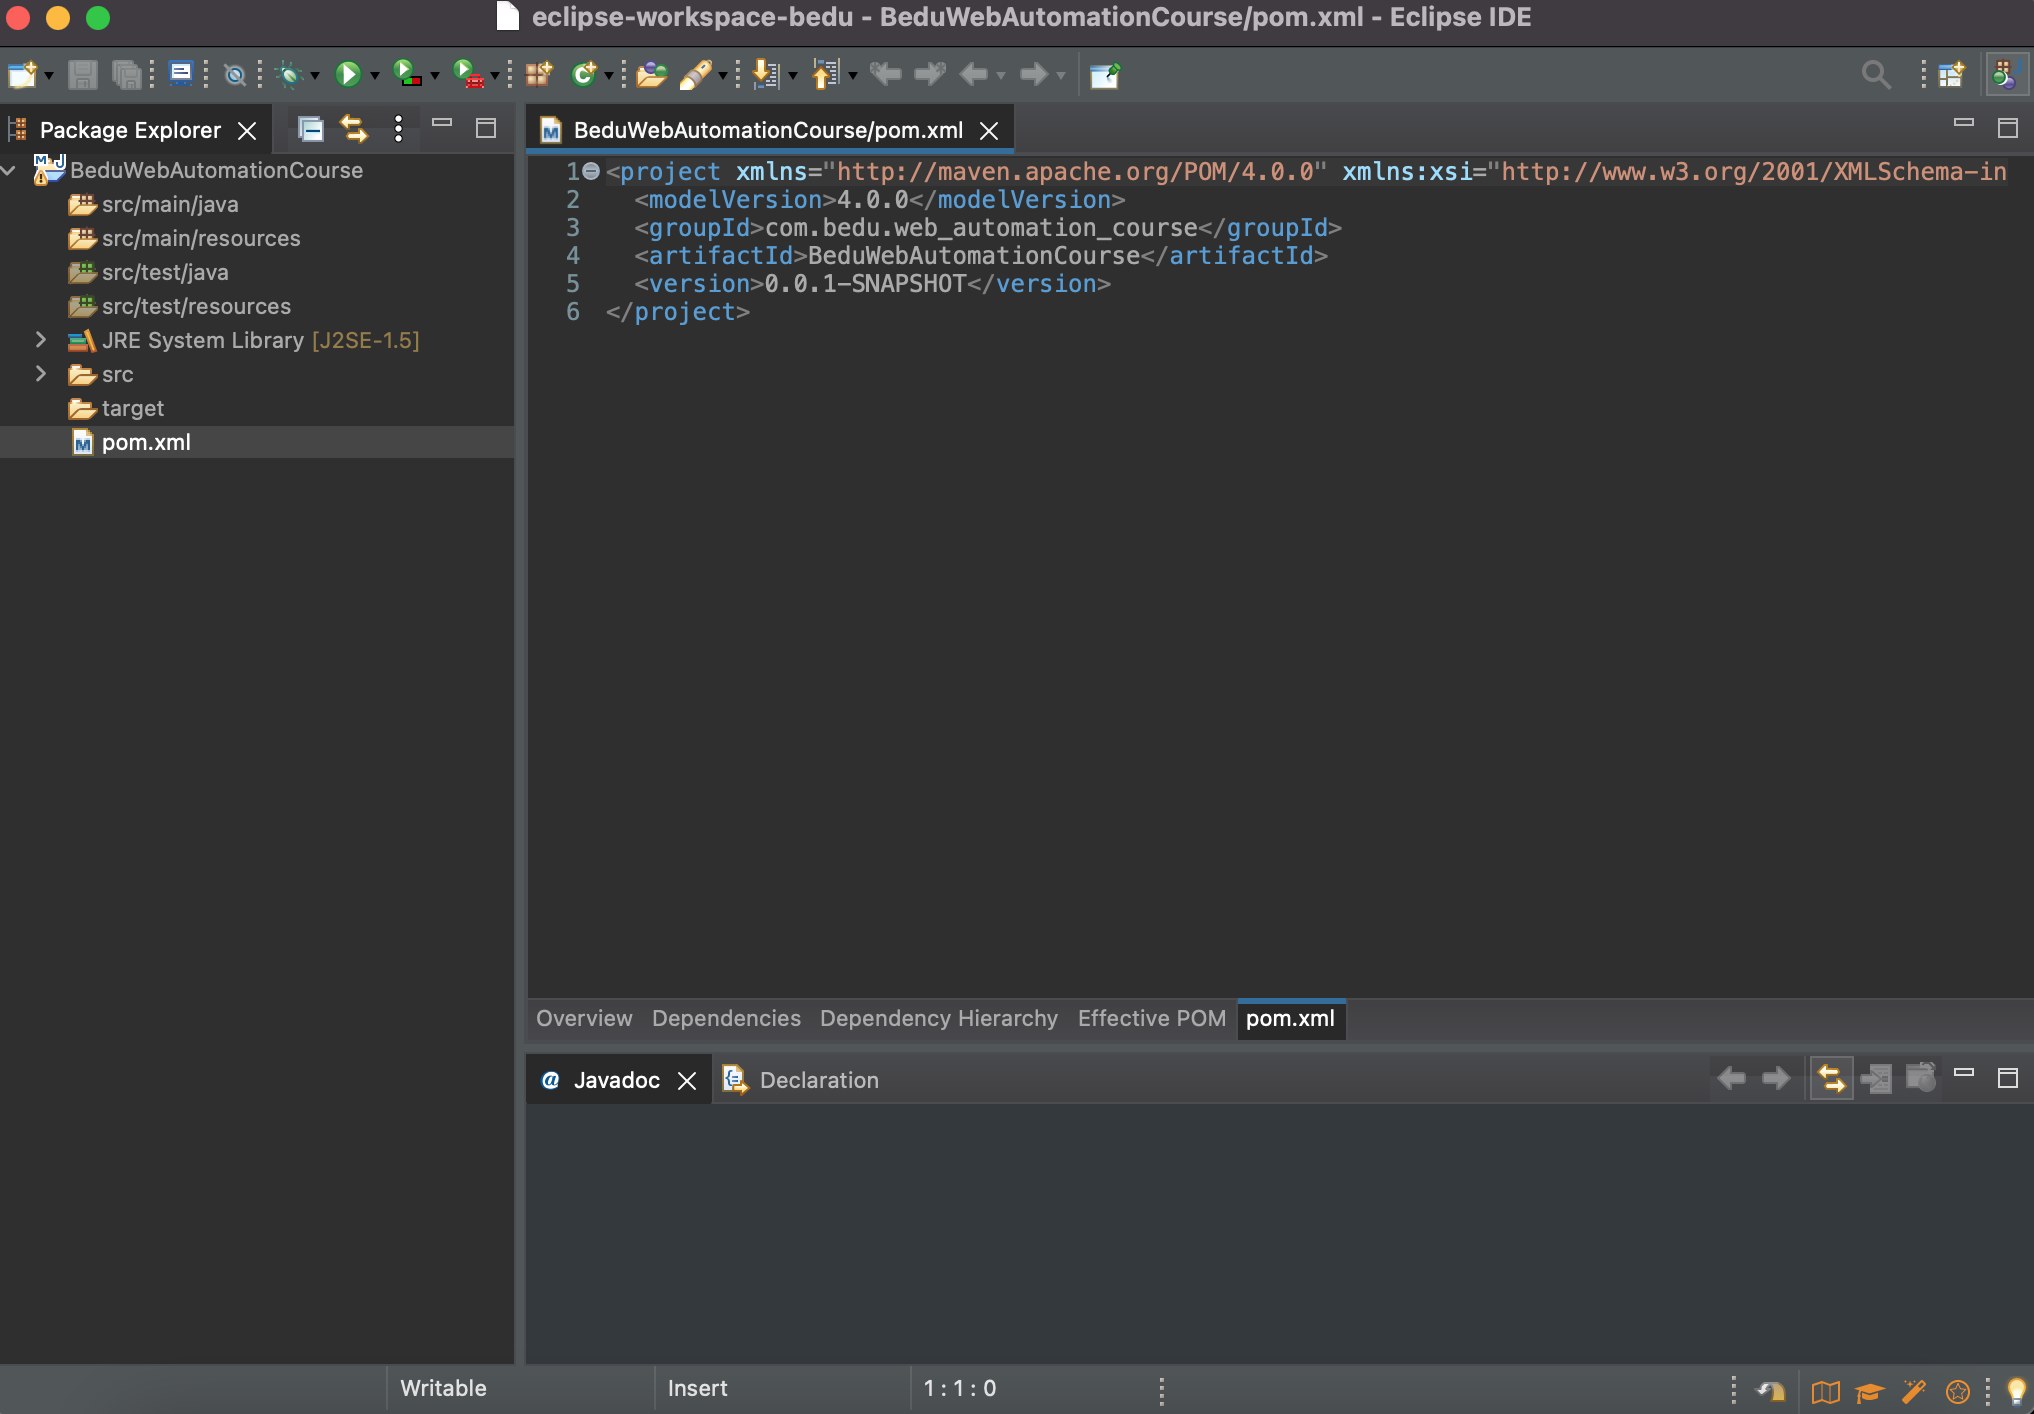 eclipse-workspace-bedu - BeduWebAutomationCourse/pom.xml - Eclipse IDE
Package Explorer
BeduWebAutomationCourse
src/main/java
src/main/resources
src/test/java
src/test/resources
JRE System Library [J2SE-1.5]
src
target
pom.xml
BeduWebAutomationCourse/pom.xml
1 <project xmlns="http://maven.apache.org/POM/4.0.0" xmlns:xsi="http://www.w3.org/2001/XMLSchema-in
2 <modelVersion>4.0.0</modelVersion>
3 <groupId>com.bedu.web_automation_course</groupId>
4 <artifactId>BeduWebAutomationCourse</artifactId>
5 <version>0.0.1-SNAPSHOT</version>
6 </project>
Overview Dependencies Dependency Hierarchy Effective POM pom.xml
@ Javadoc Declaration
Writable Insert 1 : 1 : 0